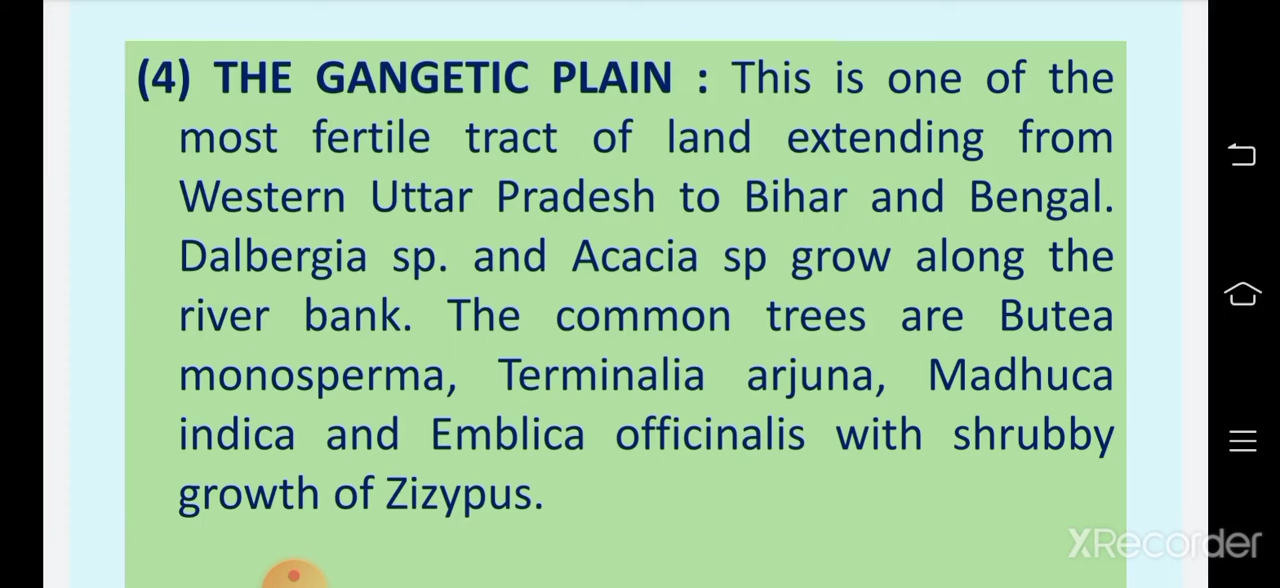 (4) THE GANGETIC PLAIN : This is one of the
most fertile tract of land extending from
Western Uttar Pradesh to Bihar and Bengal.
Dalbergia sp. and Acacia sp grow along the
river bank. The common trees are Butea
monosperma, Terminalia arjuna, Madhuca
indica and Emblica officinalis with shrubby
growth of Zizypus.
XRecorder